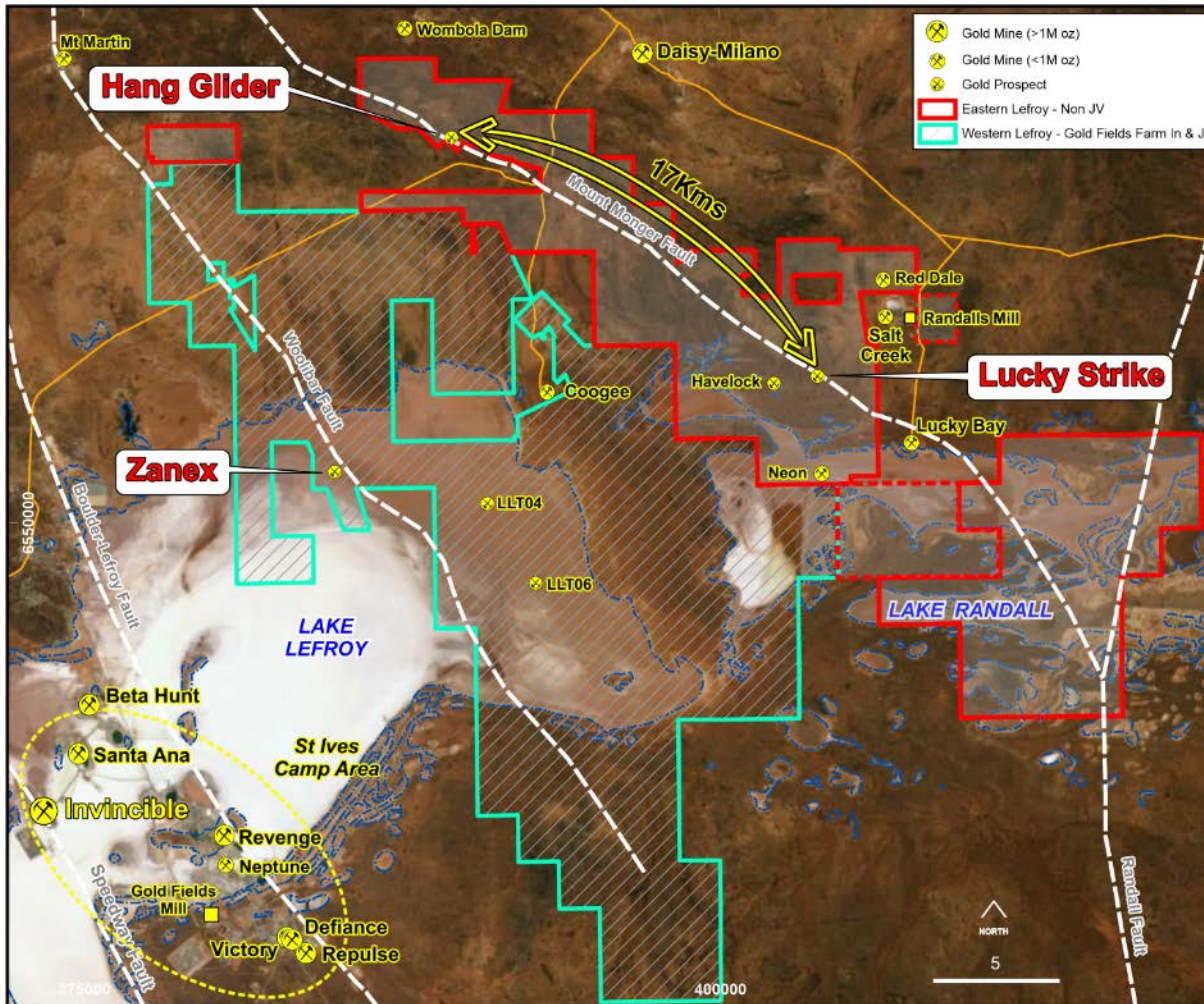 Mt Martin
Wombola Dam
Daisy-Milano
Gold Mine (>1M oz)
Gold Mine (<1M oz)
Gold Prospect
Eastern Lefroy - Non JV
Western Lefroy - Gold Fields Farm In & J
Hang Glider
17Kms
Mount Monger Fault
Red Dale
Randalls Mill
Salt
Creek
Woolibar Fault
Havelock
Lucky Strike
Coogee
Lucky Bay
Zanex
Neon
LLT04
6550000
Boulder-Lefroy Fault
LLT06
LAKE
LEFROY
LAKE RANDALL
Beta Hunt
Santa Ana
St Ives
Camp Area
Invincible
Revenge
Neptune
Speedway Fault
Gold Fields
Mill
Defiance
Victory
Repulse
Randall Fault
NORTH
5
375000
400000